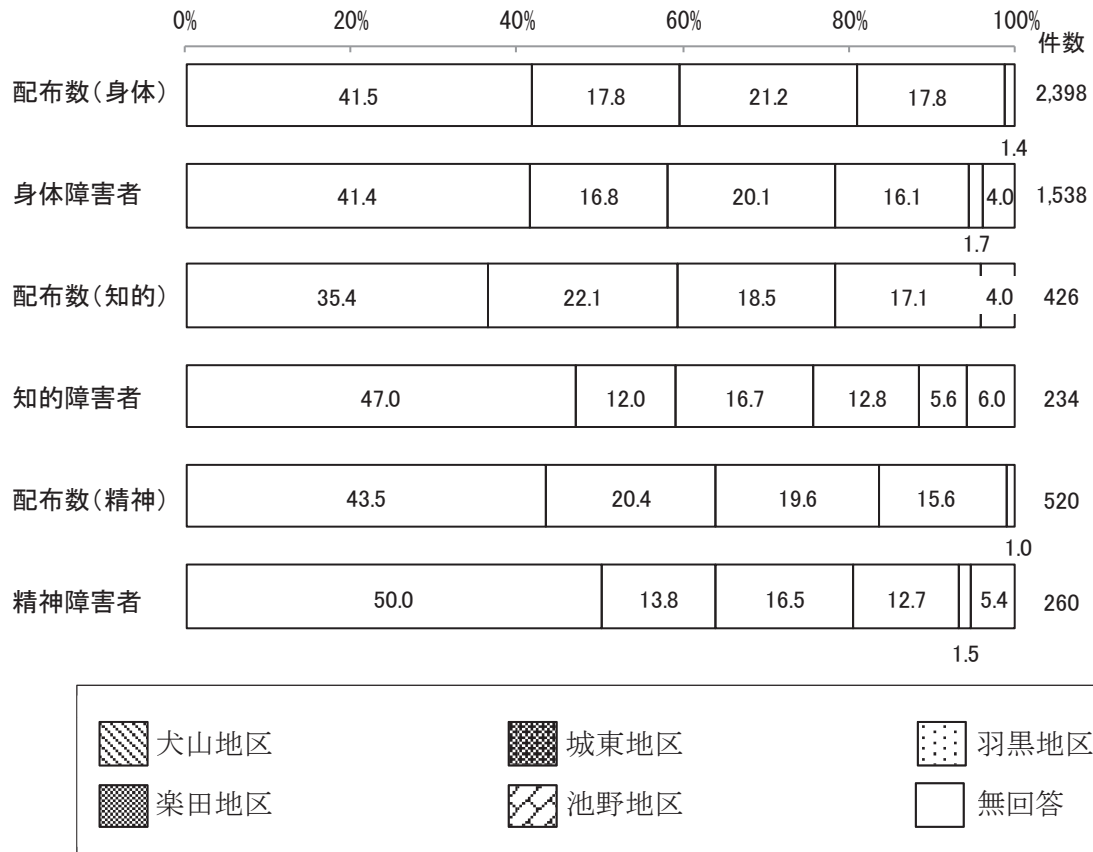 0% 20% 40% 60% 80% 100%
件数
配布数（身体） 41.5 17.8 21.2 17.8 2,398
1.4
身体障害者 41.4 16.8 20.1 16.1 4.0 1,538
1.7
配布数（知的） 35.4 22.1 18.5 17.1 4.0 426
知的障害者 47.0 12.0 16.7 12.8 5.6 6.0 234
配布数（精神） 43.5 20.4 19.6 15.6 520
1.0
精神障害者 50.0 13.8 16.5 12.7 5.4 260
1.5
犬山地区 城東地区 羽黒地区
楽田地区 池野地区 無回答